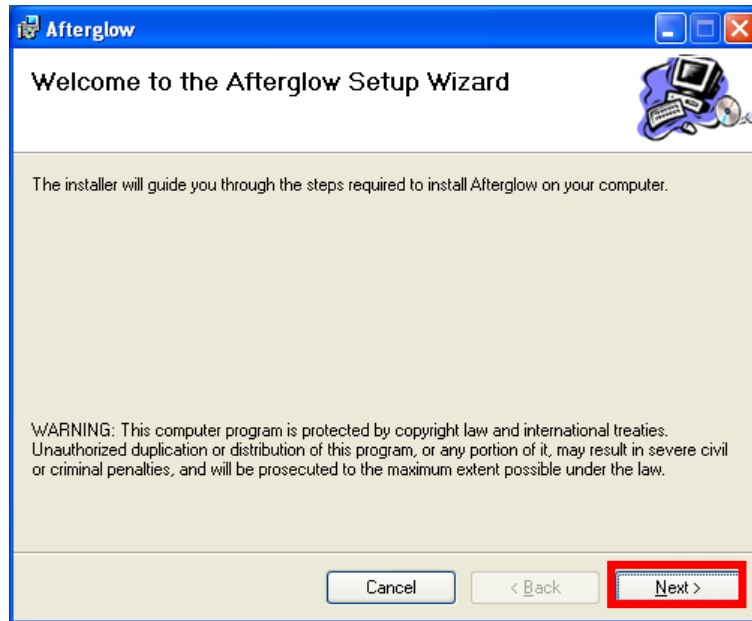 Afterglow
Welcome to the Afterglow Setup Wizard
The installer will guide you through the steps required to install Afterglow on your computer.
WARNING: This computer program is protected by copyright law and international treaties.
Unauthorized duplication or distribution of this program, or any portion of it, may result in severe civil
or criminal penalties, and will be prosecuted to the maximum extent possible under the law.
Cancel < Back Next >